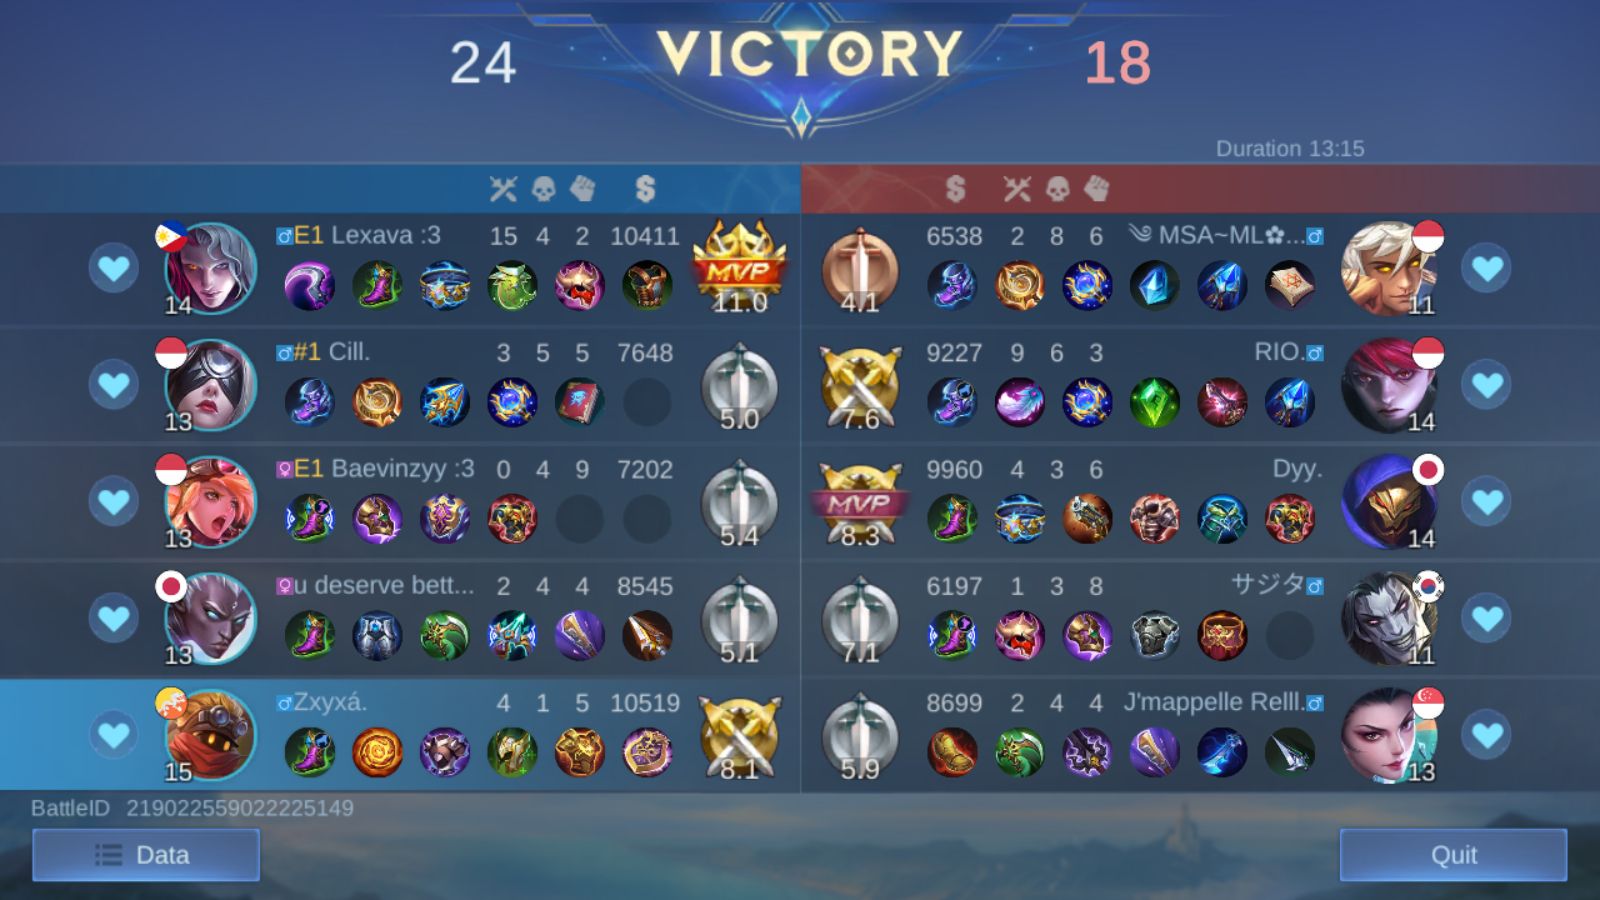 24 VICTORY 18
Duration 13:15
E1 Lexava :3 15 4 2 10411 MVP 11.0 14
4.1 6538 2 8 6 MSA~ML✿... 11
#1 Cill. 3 5 5 7648 5.0 13
7.6 9227 9 6 3 RIO. 14
E1 Baevinzyy :3 0 4 9 7202 5.4 13
MVP 8.3 9960 4 3 6 Dyy. 14
u deserve bett... 2 4 4 8545 5.1 13
7.1 6197 1 3 8 サジタ 11
Zxyxá. 4 1 5 10519 8.1 15
5.9 8699 2 4 4 J'mappelle Relll. 13
BattleID 219022559022225149
Data
Quit